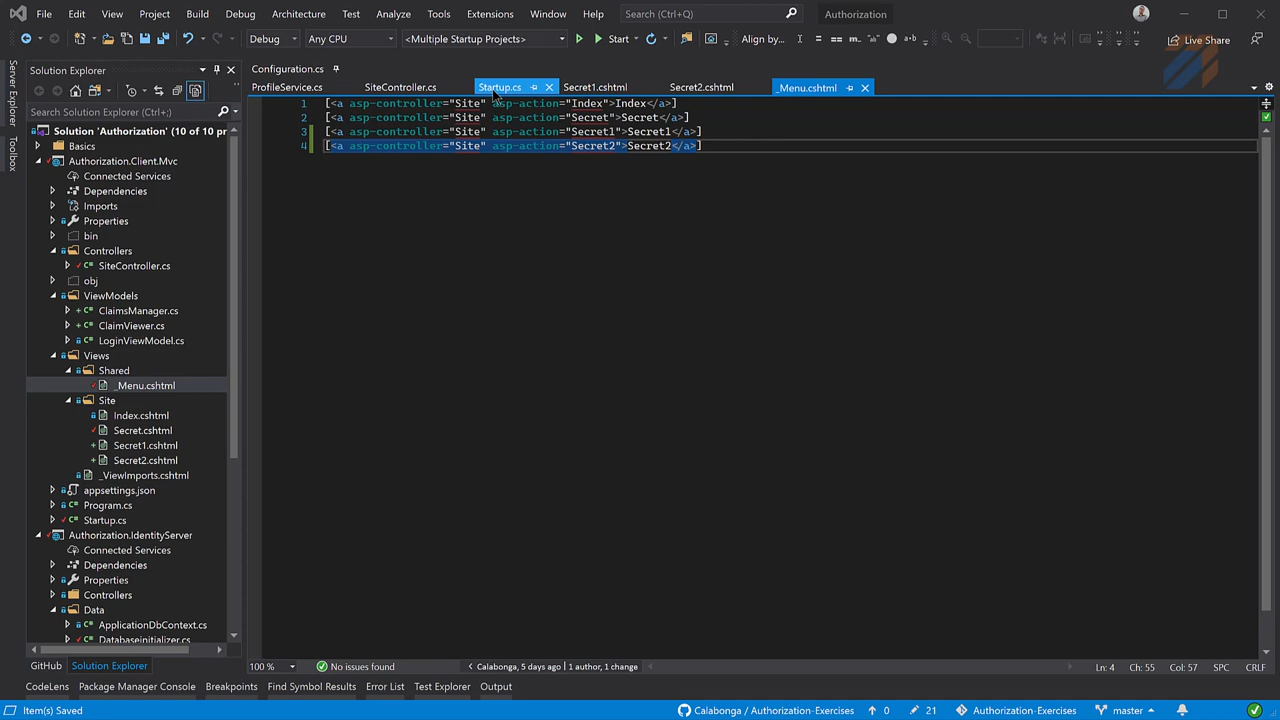 File Edit View Project Build Debug Architecture Test Analyze Tools Extensions Window Help Search (Ctrl+Q) Authorization
Debug Any CPU <Multiple Startup Projects> Start Align by... Live Share
Server Explorer
Toolbox
Solution Explorer
Search Solution Explorer (Ctrl+;)
Solution 'Authorization' (10 of 10 pr
Basics
Authorization.Client.Mvc
Connected Services
Dependencies
Imports
Properties
bin
Controllers
SiteController.cs
obj
ViewModels
ClaimsManager.cs
ClaimViewer.cs
LoginViewModel.cs
Views
Shared
_Menu.cshtml
Site
Index.cshtml
Secret.cshtml
Secret1.cshtml
Secret2.cshtml
_ViewImports.cshtml
appsettings.json
Program.cs
Startup.cs
Authorization.IdentityServer
Connected Services
Dependencies
Properties
Controllers
Data
ApplicationDbContext.cs
DatabaseInitializer.cs
GitHub Solution Explorer
Configuration.cs
ProfileService.cs SiteController.cs Startup.cs Secret1.cshtml Secret2.cshtml _Menu.cshtml
1 [<a asp-controller="Site" asp-action="Index">Index</a>]
2 [<a asp-controller="Site" asp-action="Secret">Secret</a>]
3 [<a asp-controller="Site" asp-action="Secret1">Secret1</a>]
4 [<a asp-controller="Site" asp-action="Secret2">Secret2</a>]
100 % No issues found Calabonga, 5 days ago | 1 author, 1 change Ln: 4 Ch: 55 Col: 57 SPC CRLF
CodeLens Package Manager Console Breakpoints Find Symbol Results Error List Test Explorer Output
Item(s) Saved Calabonga / Authorization-Exercises 0 21 Authorization-Exercises master